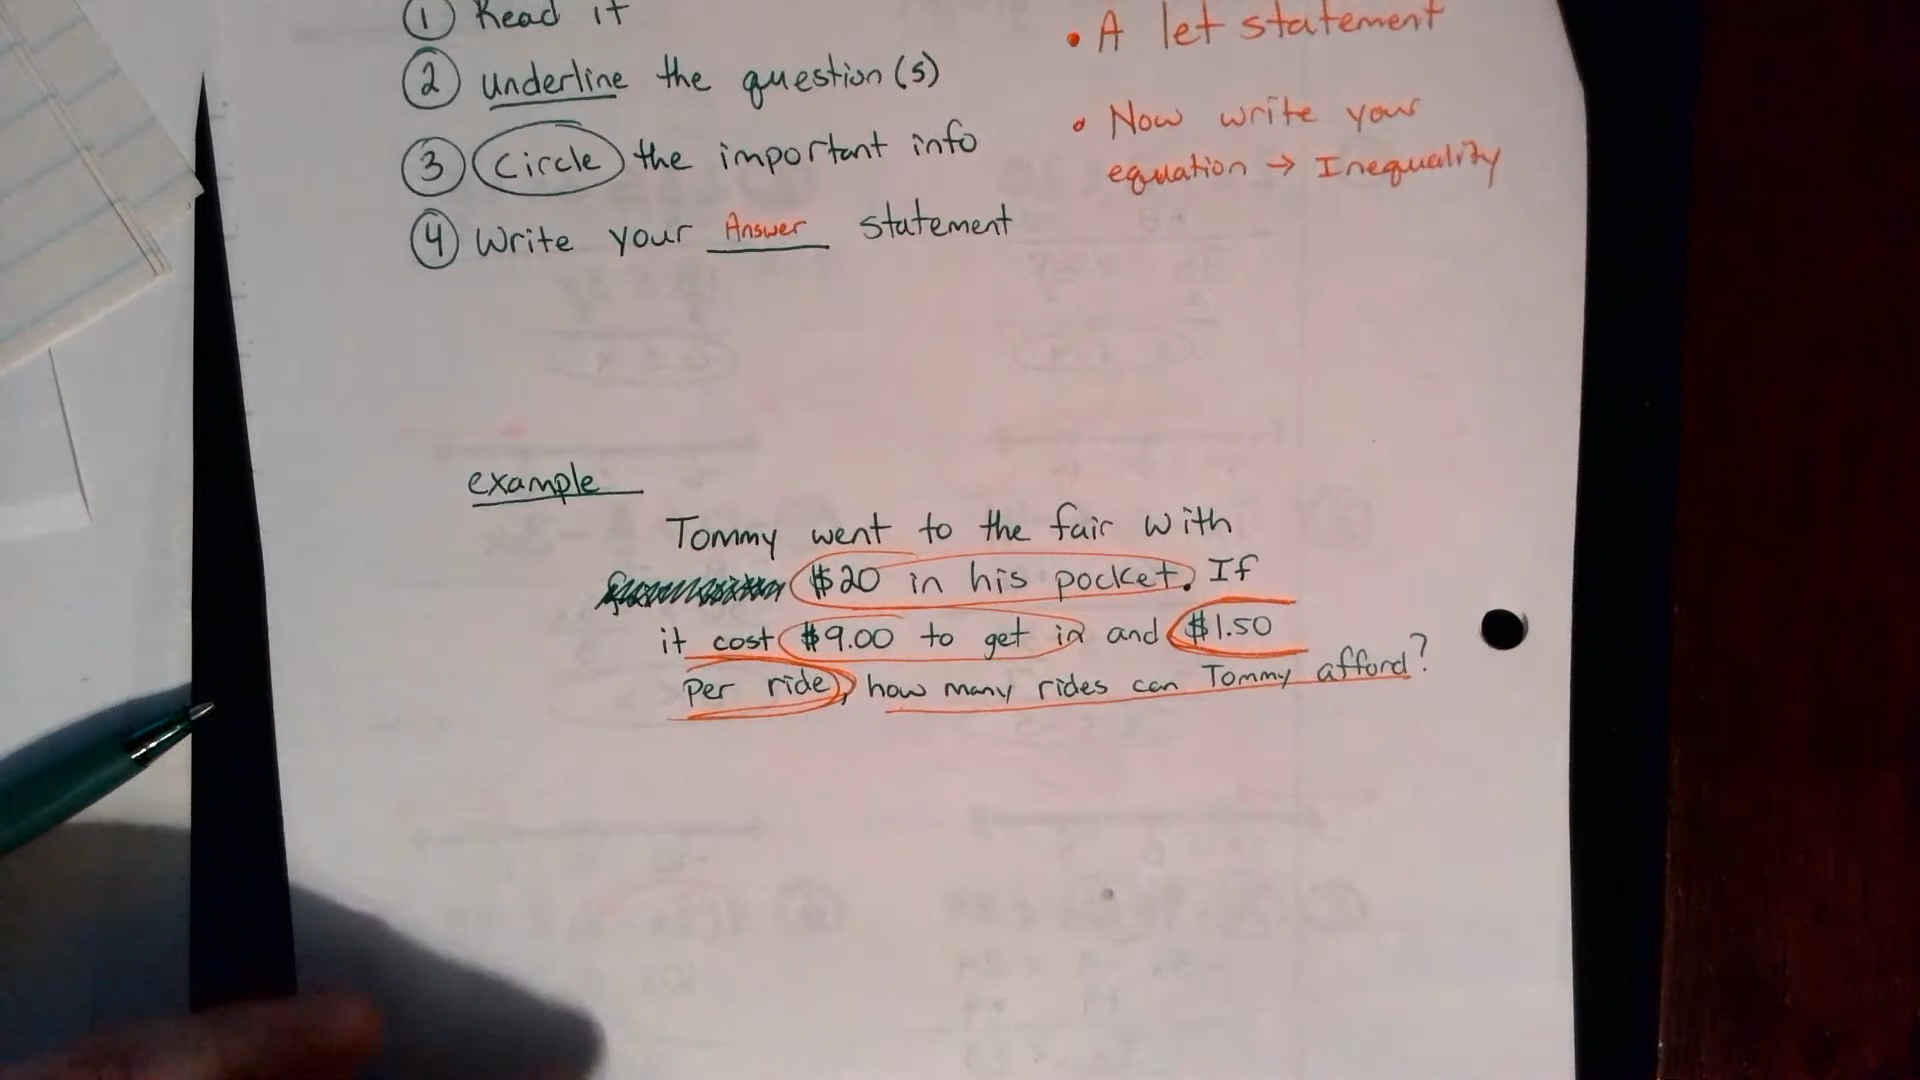 ① Read it
② underline the question(s)
③ Circle the important info
④ Write your Answer statement
• A let statement
• Now write your
equation → Inequality
example
Tommy went to the fair with
$20 in his pocket. If
it cost $9.00 to get in and $1.50
per ride, how many rides can Tommy afford?